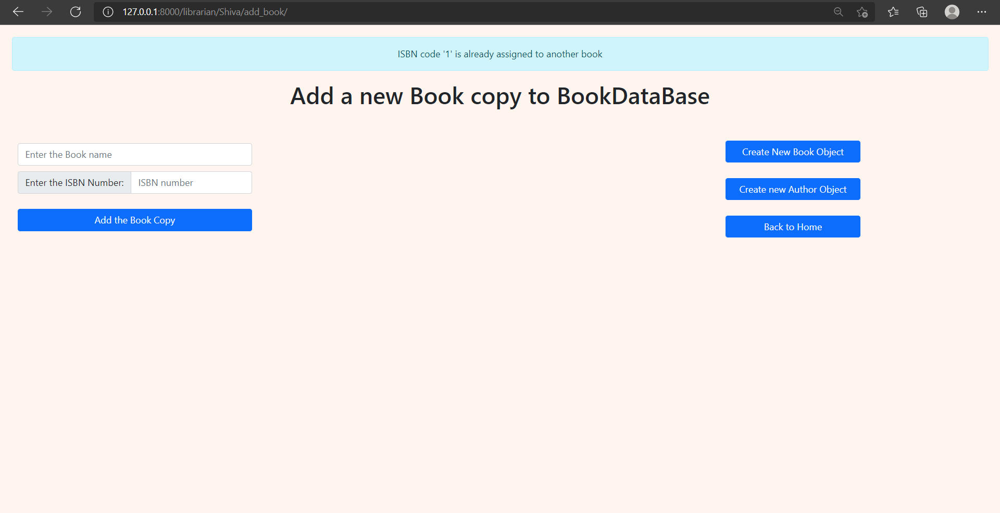 127.0.0.1:8000/librarian/Shiva/add_book/
ISBN code '1' is already assigned to another book
Add a new Book copy to BookDataBase
Enter the Book name
Enter the ISBN Number: ISBN number
Add the Book Copy
Create New Book Object
Create new Author Object
Back to Home